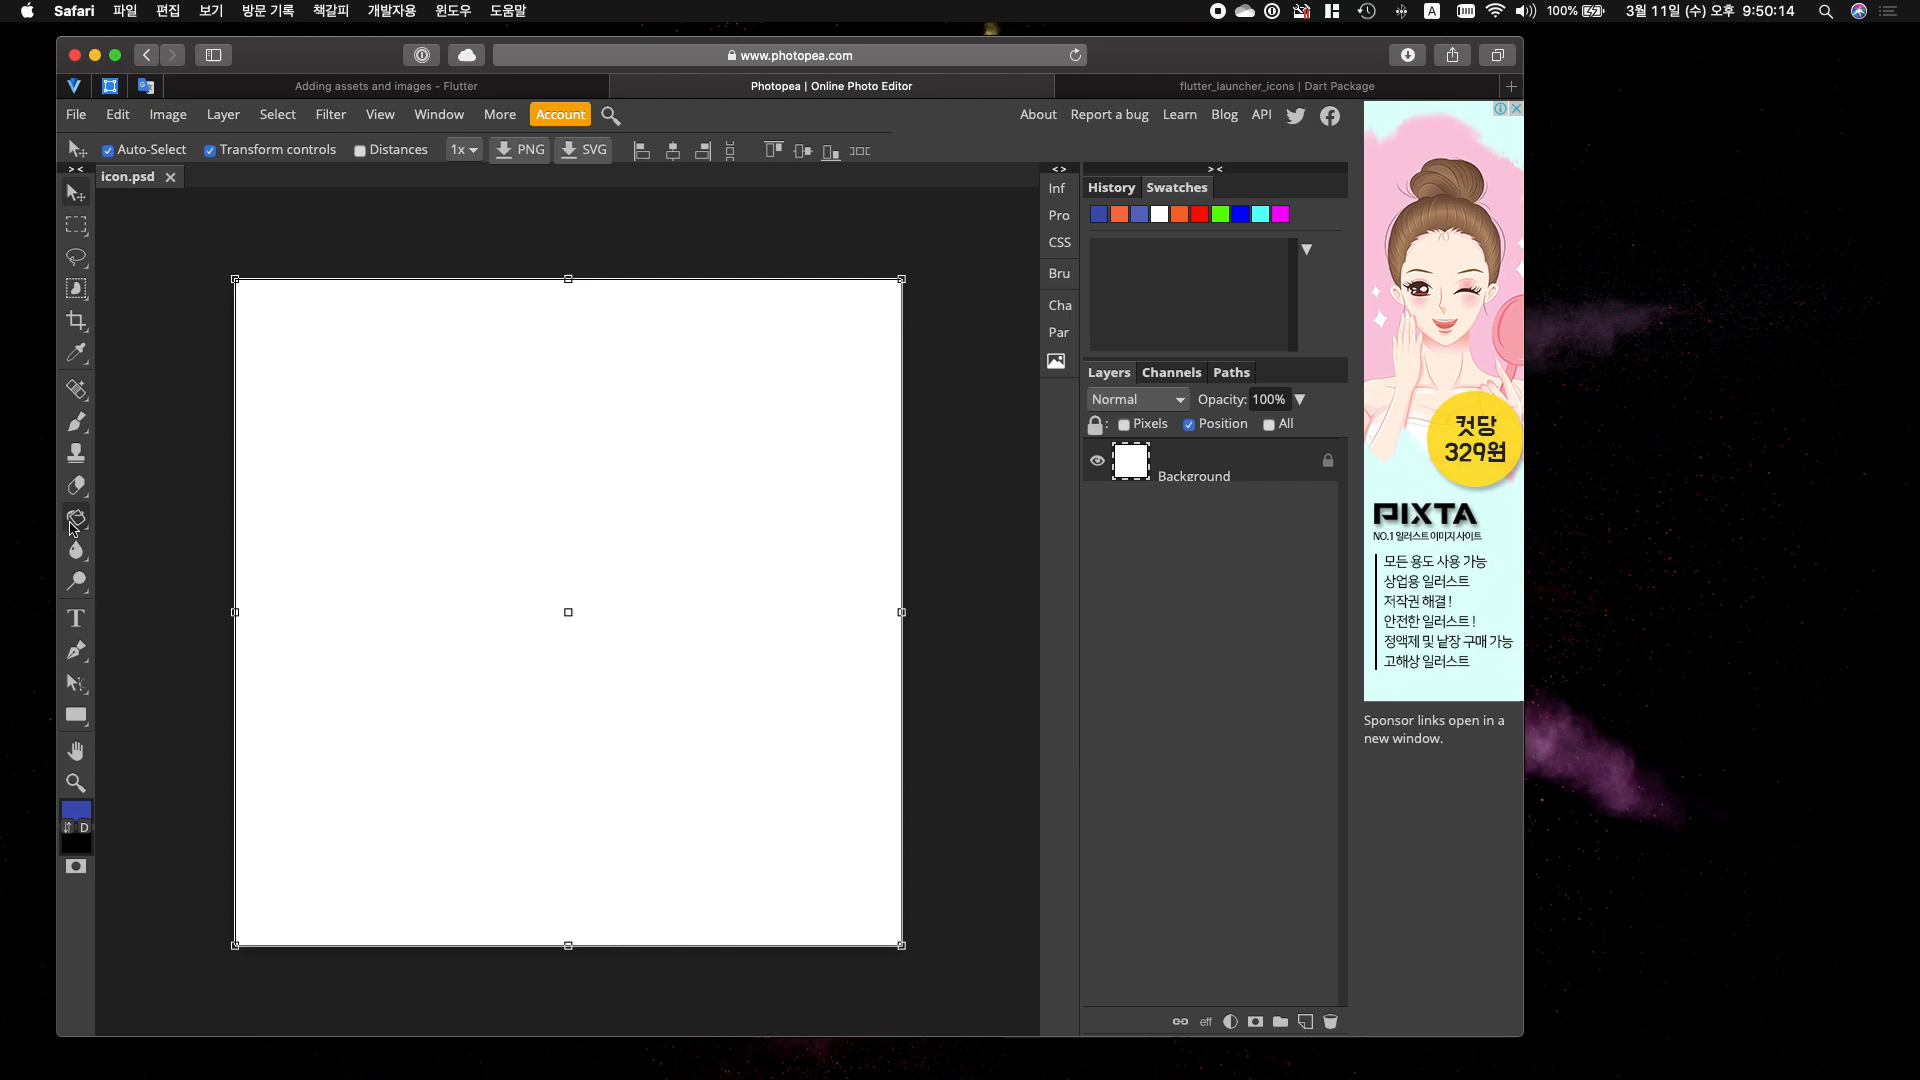 Safari 파일 편집 보기 방문 기록 책갈피 개발자용 윈도우 도움말 A 100% 3월 11일 (수) 오후 9:50:14
www.photopea.com
Adding assets and images - Flutter Photopea | Online Photo Editor flutter_launcher_icons | Dart Package
File Edit Image Layer Select Filter View Window More Account About Report a bug Learn Blog API
Auto-Select Transform controls Distances 1x PNG SVG
icon.psd
Inf
Pro
CSS
Bru
Cha
Par
History Swatches
Layers Channels Paths
Normal Opacity: 100%
: Pixels Position All
Background
eff
T
D
컷당
329원
PIXTA
NO.1 일러스트 이미지 사이트
모든 용도 사용 가능
상업용 일러스트
저작권 해결!
안전한 일러스트!
정액제 및 낱장 구매 가능
고해상 일러스트
Sponsor links open in a
new window.